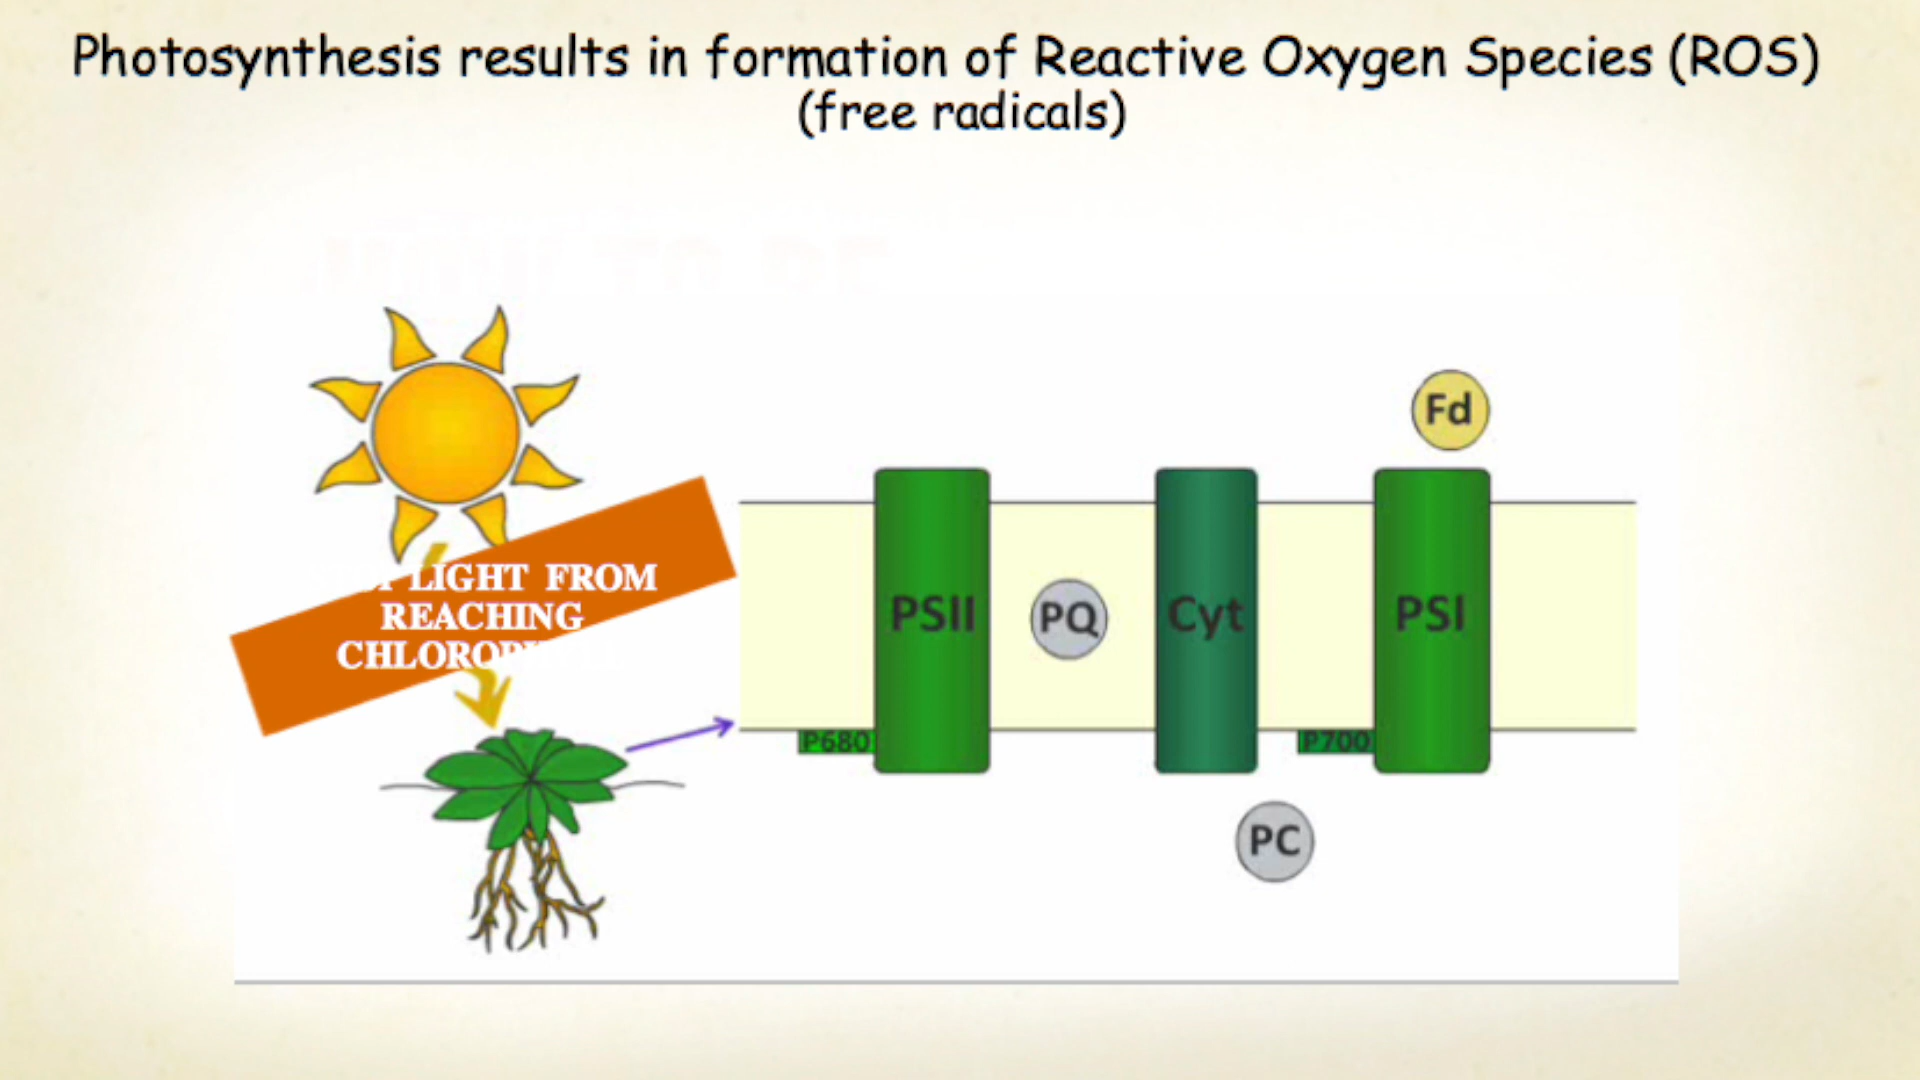 Photosynthesis results in formation of Reactive Oxygen Species (ROS)
(free radicals)
LIGHT FROM
REACHING
Fd
PSII
PQ
Cyt
PSI
P680
P700
PC